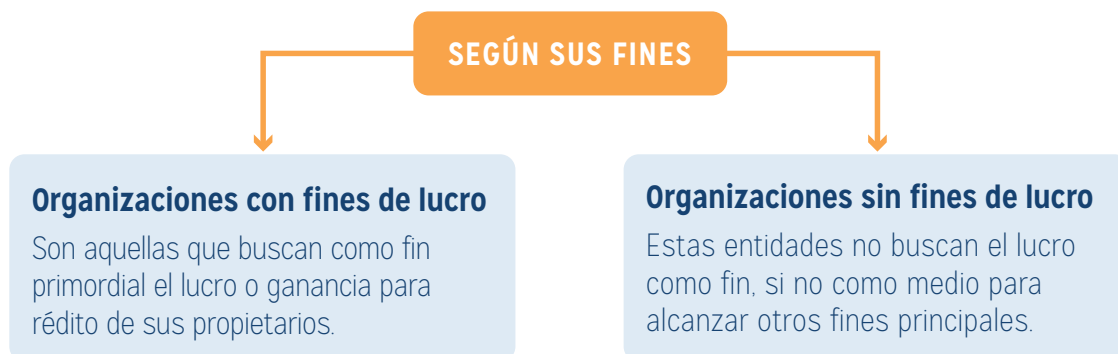 SEGÚN SUS FINES
Organizaciones con fines de lucro
Son aquellas que buscan como fin
primordial el lucro o ganancia para
rédito de sus propietarios.
Organizaciones sin fines de lucro
Estas entidades no buscan el lucro
como fin, si no como medio para
alcanzar otros fines principales.